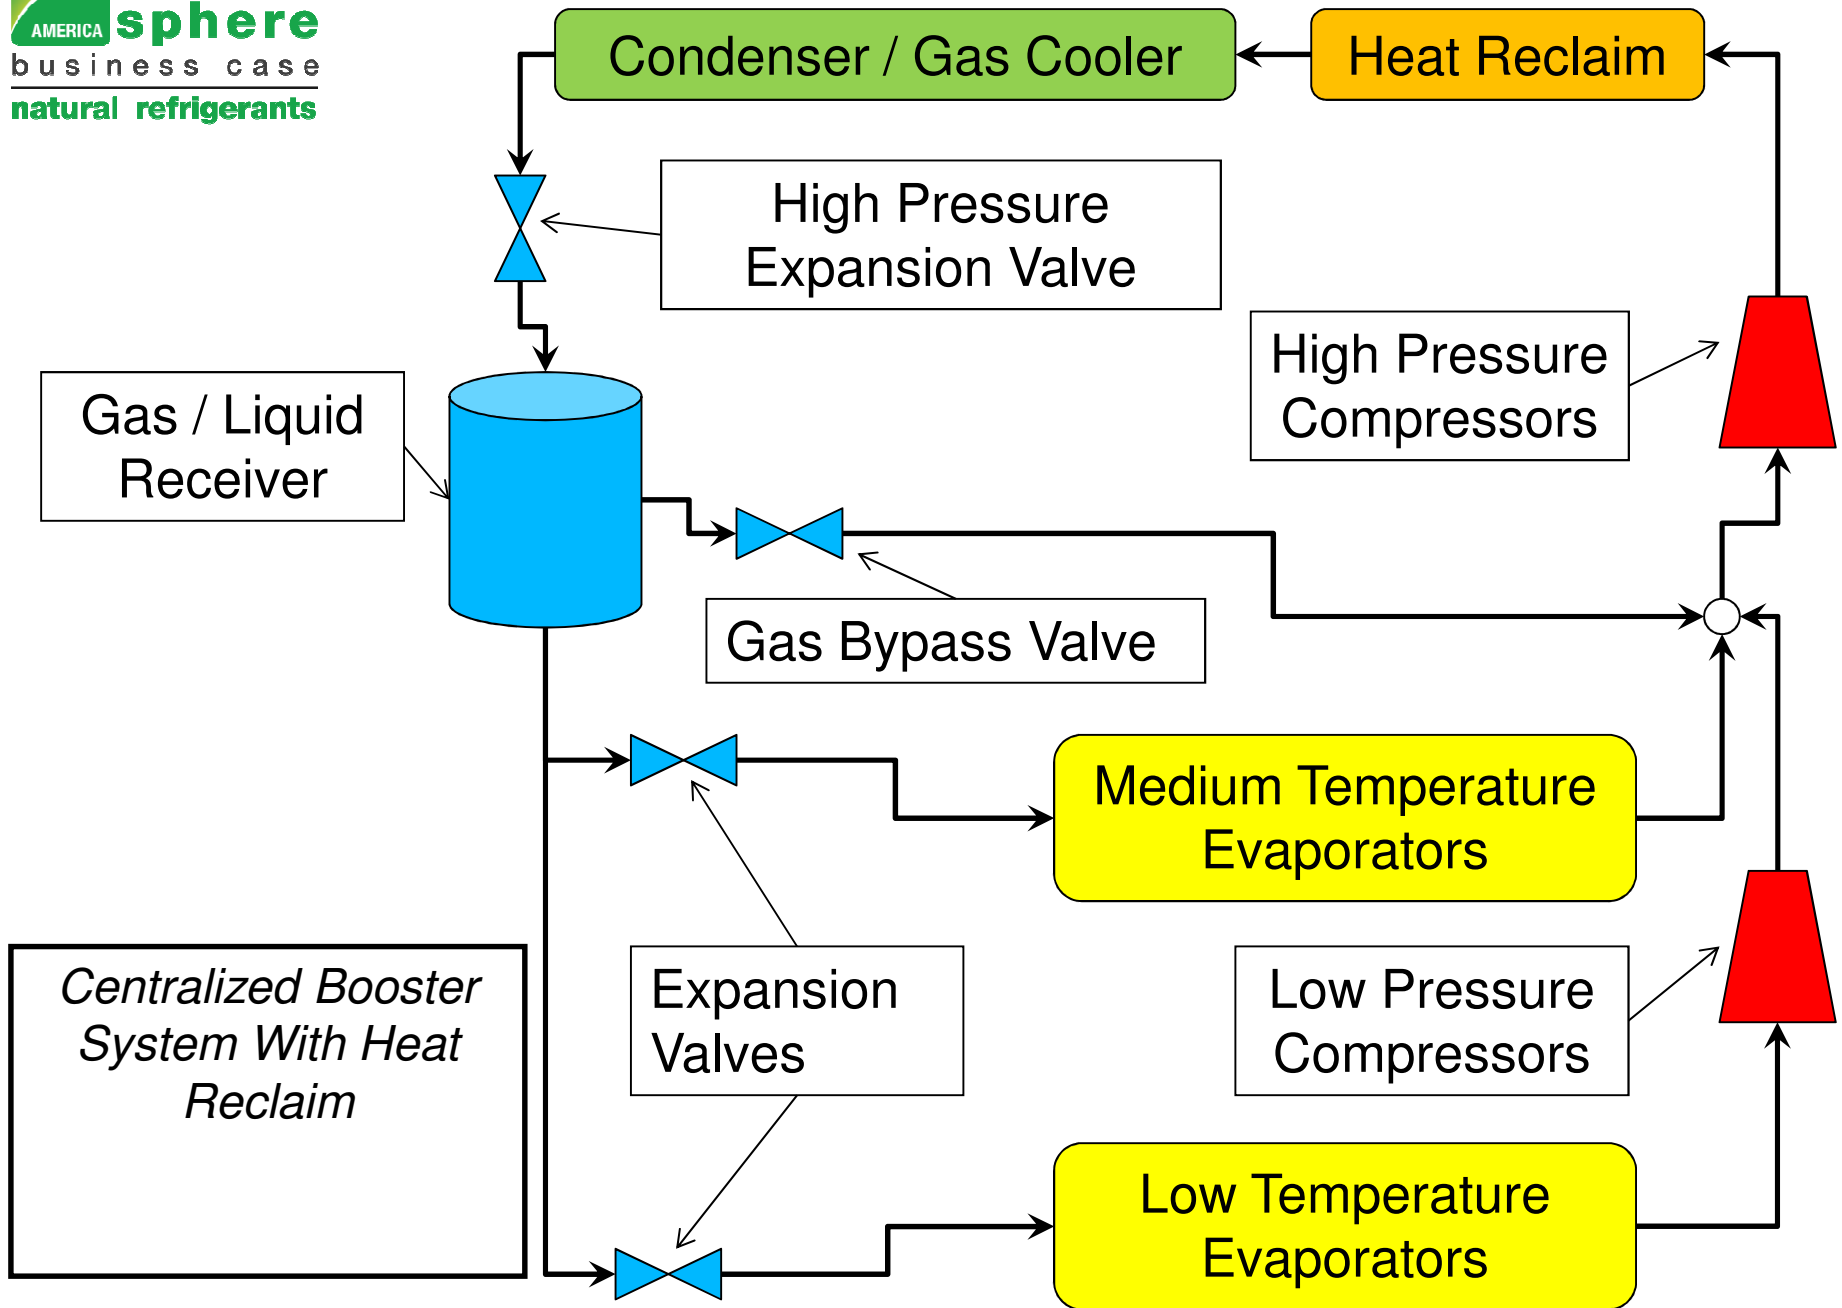 AMERICA sphere
business case
natural refrigerants
Condenser / Gas Cooler
Heat Reclaim
High Pressure
Expansion Valve
High Pressure
Compressors
Gas / Liquid
Receiver
Gas Bypass Valve
Medium Temperature
Evaporators
Centralized Booster
System With Heat
Reclaim
Expansion
Valves
Low Pressure
Compressors
Low Temperature
Evaporators